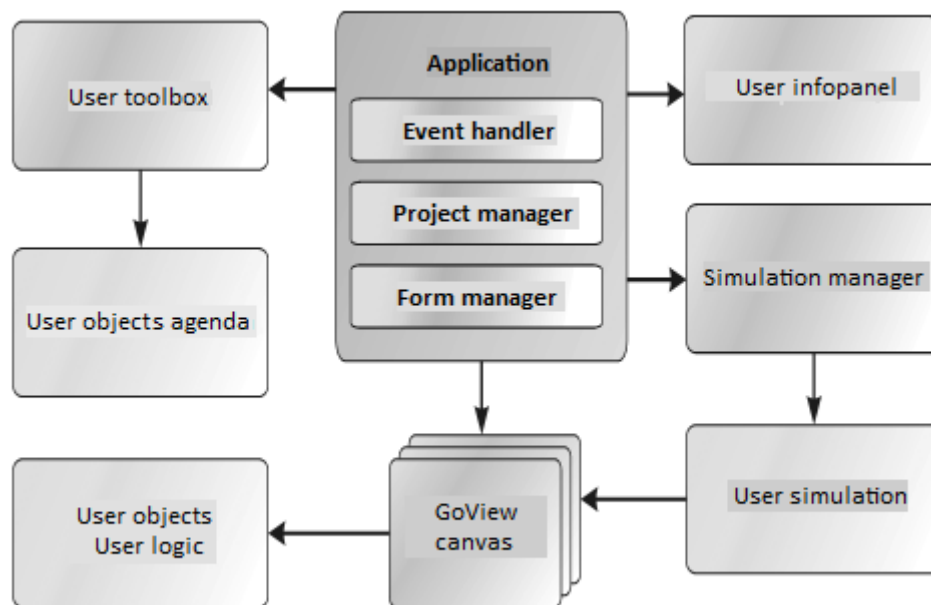 Application
User toolbox
User infopanel
Event handler
Project manager
Simulation manager
Form manager
User objects agenda
GoView
canvas
User simulation
User objects
User logic